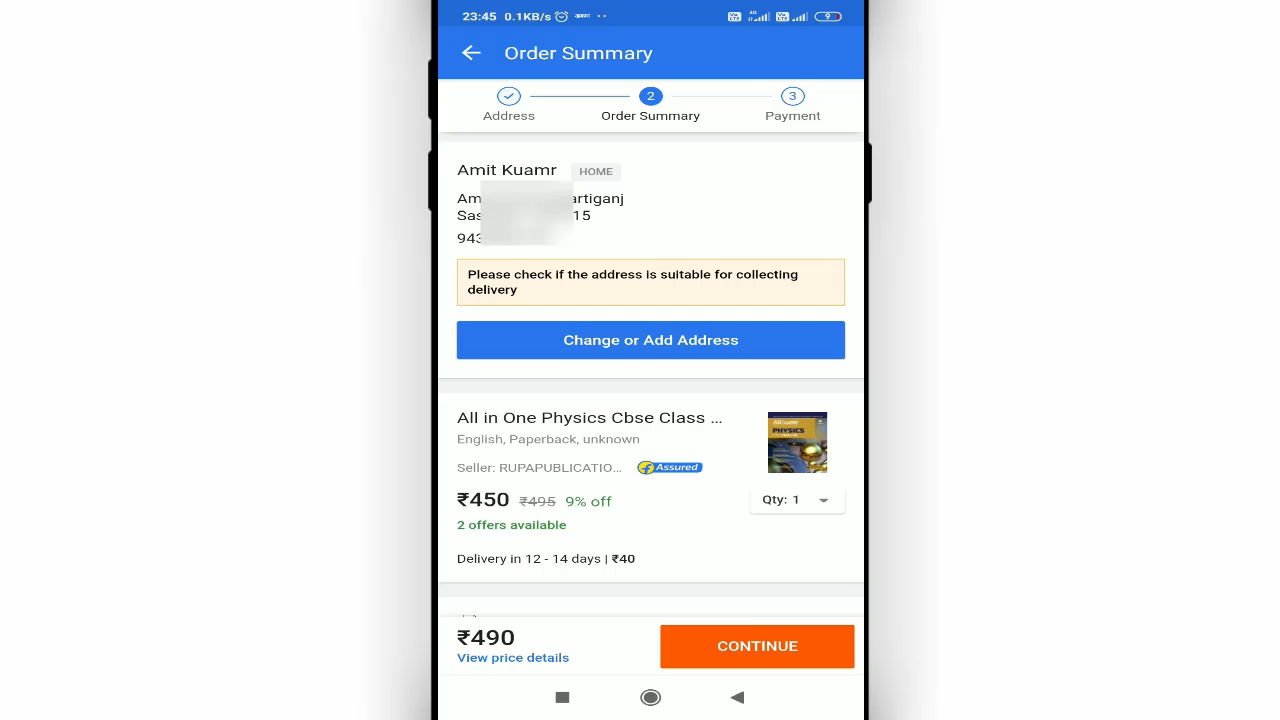 23:45 0.1KB/s
9
Order Summary
2
3
Address
Order Summary
Payment
Amit Kuamr
HOME
Am artiganj
Sas 15
943
Please check if the address is suitable for collecting
delivery
Change or Add Address
All in One Physics Cbse Class ...
English, Paperback, unknown
Seller: RUPAPUBLICATIO...
Assured
PHYSICS
₹450 ₹495 9% off
Qty: 1
2 offers available
Delivery in 12 - 14 days | ₹40
₹490
View price details
CONTINUE